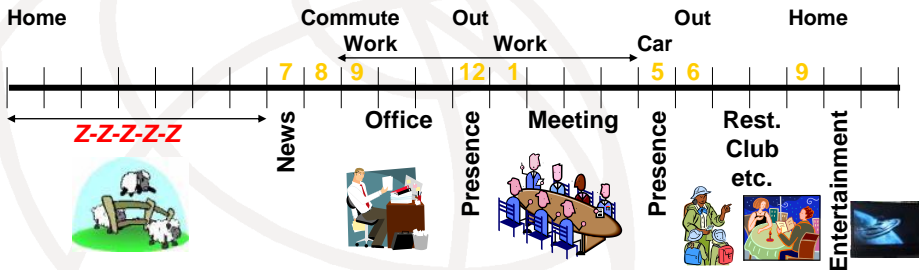 Home Commute Out Out Home
Work Work Car
7 8 9 12 1 5 6 9
Z-Z-Z-Z-Z
News
Office
Presence
Meeting
Presence
Rest.
Club
etc.
Entertainment